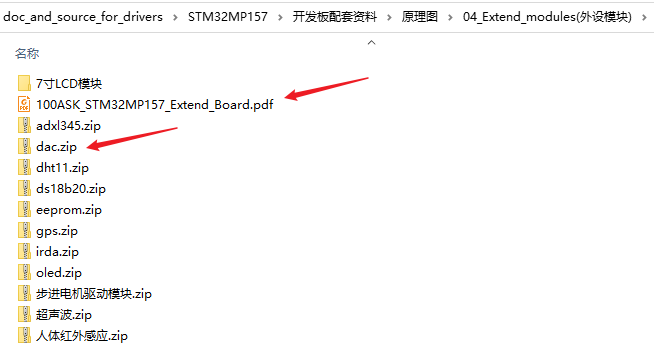 doc_and_source_for_drivers > STM32MP157 > 开发板配套资料 > 原理图 > 04_Extend_modules(外设模块) >
名称
7寸LCD模块
100ASK_STM32MP157_Extend_Board.pdf
adxl345.zip
dac.zip
dht11.zip
ds18b20.zip
eeprom.zip
gps.zip
irda.zip
oled.zip
步进电机驱动模块.zip
超声波.zip
人体红外感应.zip